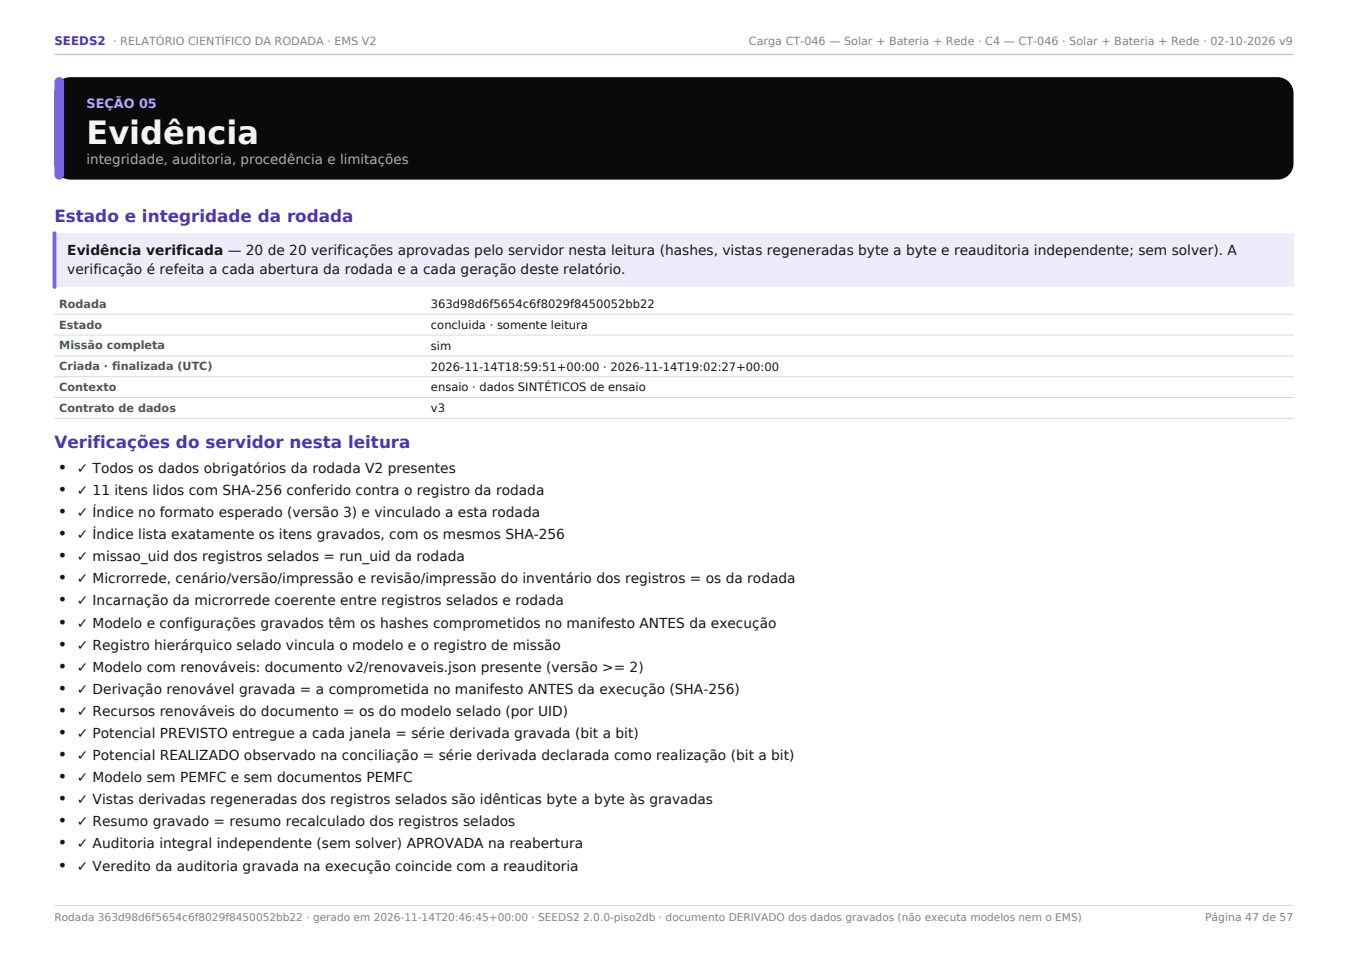 SEEDS2 · RELATÓRIO CIENTÍFICO DA RODADA · EMS V2
Carga CT-046 — Solar + Bateria + Rede · C4 — CT-046 · Solar + Bateria + Rede · 02-10-2026 v9
SEÇÃO 05
Evidência
integridade, auditoria, procedência e limitações
Estado e integridade da rodada
Evidência verificada — 20 de 20 verificações aprovadas pelo servidor nesta leitura (hashes, vistas regeneradas byte a byte e reauditoria independente; sem solver). A
verificação é refeita a cada abertura da rodada e a cada geração deste relatório.
Rodada 363d98d6f5654c6f8029f8450052bb22
Estado concluida · somente leitura
Missão completa sim
Criada · finalizada (UTC) 2026-11-14T18:59:51+00:00 · 2026-11-14T19:02:27+00:00
Contexto ensaio · dados SINTÉTICOS de ensaio
Contrato de dados v3
Verificações do servidor nesta leitura
• ✓ Todos os dados obrigatórios da rodada V2 presentes
• ✓ 11 itens lidos com SHA-256 conferido contra o registro da rodada
• ✓ Índice no formato esperado (versão 3) e vinculado a esta rodada
• ✓ Índice lista exatamente os itens gravados, com os mesmos SHA-256
• ✓ missao_uid dos registros selados = run_uid da rodada
• ✓ Microrrede, cenário/versão/impressão e revisão/impressão do inventário dos registros = os da rodada
• ✓ Incarnação da microrrede coerente entre registros selados e rodada
• ✓ Modelo e configurações gravados têm os hashes comprometidos no manifesto ANTES da execução
• ✓ Registro hierárquico selado vincula o modelo e o registro de missão
• ✓ Modelo com renováveis: documento v2/renovaveis.json presente (versão >= 2)
• ✓ Derivação renovável gravada = a comprometida no manifesto ANTES da execução (SHA-256)
• ✓ Recursos renováveis do documento = os do modelo selado (por UID)
• ✓ Potencial PREVISTO entregue a cada janela = série derivada gravada (bit a bit)
• ✓ Potencial REALIZADO observado na conciliação = série derivada declarada como realização (bit a bit)
• ✓ Modelo sem PEMFC e sem documentos PEMFC
• ✓ Vistas derivadas regeneradas dos registros selados são idênticas byte a byte às gravadas
• ✓ Resumo gravado = resumo recalculado dos registros selados
• ✓ Auditoria integral independente (sem solver) APROVADA na reabertura
• ✓ Veredito da auditoria gravada na execução coincide com a reauditoria
Rodada 363d98d6f5654c6f8029f8450052bb22 · gerado em 2026-11-14T20:46:45+00:00 · SEEDS2 2.0.0-piso2db · documento DERIVADO dos dados gravados (não executa modelos nem o EMS)
Página 47 de 57